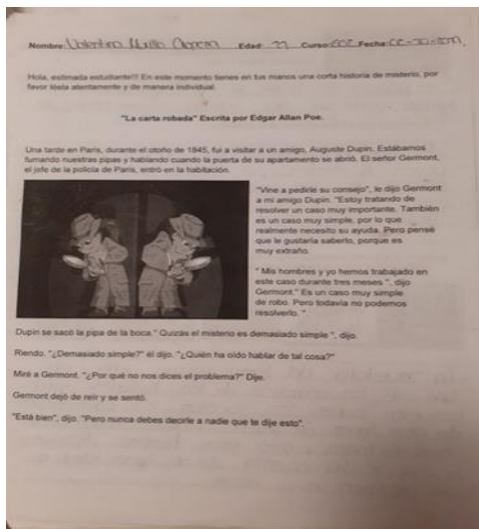 Nombre: Edad: 11 Curso: 602 Fecha:
Hola, estimada estudiante!!! En este momento tienes en tus manos una corta historia de misterio, por
favor léela atentamente y de manera individual.
"La carta robada" Escrita por Edgar Allan Poe.
Una tarde en París, durante el otoño de 1845, fui a visitar a un amigo, Auguste Dupin. Estábamos
fumando nuestras pipas y hablando cuando la puerta de su apartamento se abrió. El señor Germont,
el jefe de la policía de París, entró en la habitación.
"Vine a pedirle su consejo", le dijo Germont
a mi amigo Dupin. "Estoy tratando de
resolver un caso muy importante. También
es un caso muy simple, por lo que
realmente necesito su ayuda. Pero pensé
que le gustaría saberlo, porque es
muy extraño.
" Mis hombres y yo hemos trabajado en
este caso durante tres meses ", dijo
Germont." Es un caso muy simple
de robo. Pero todavía no podemos
resolverlo. "
Dupin se sacó la pipa de la boca." Quizás el misterio es demasiado simple ", dijo.
Riendo. "¿Demasiado simple?" él dijo. "¿Quién ha oído hablar de tal cosa?"
Miré a Germont. "¿Por qué no nos dices el problema?" Dije.
Germont dejó de reír y se sentó.
"Está bien", dijo. "Pero nunca debes decirle a nadie que te dije esto".